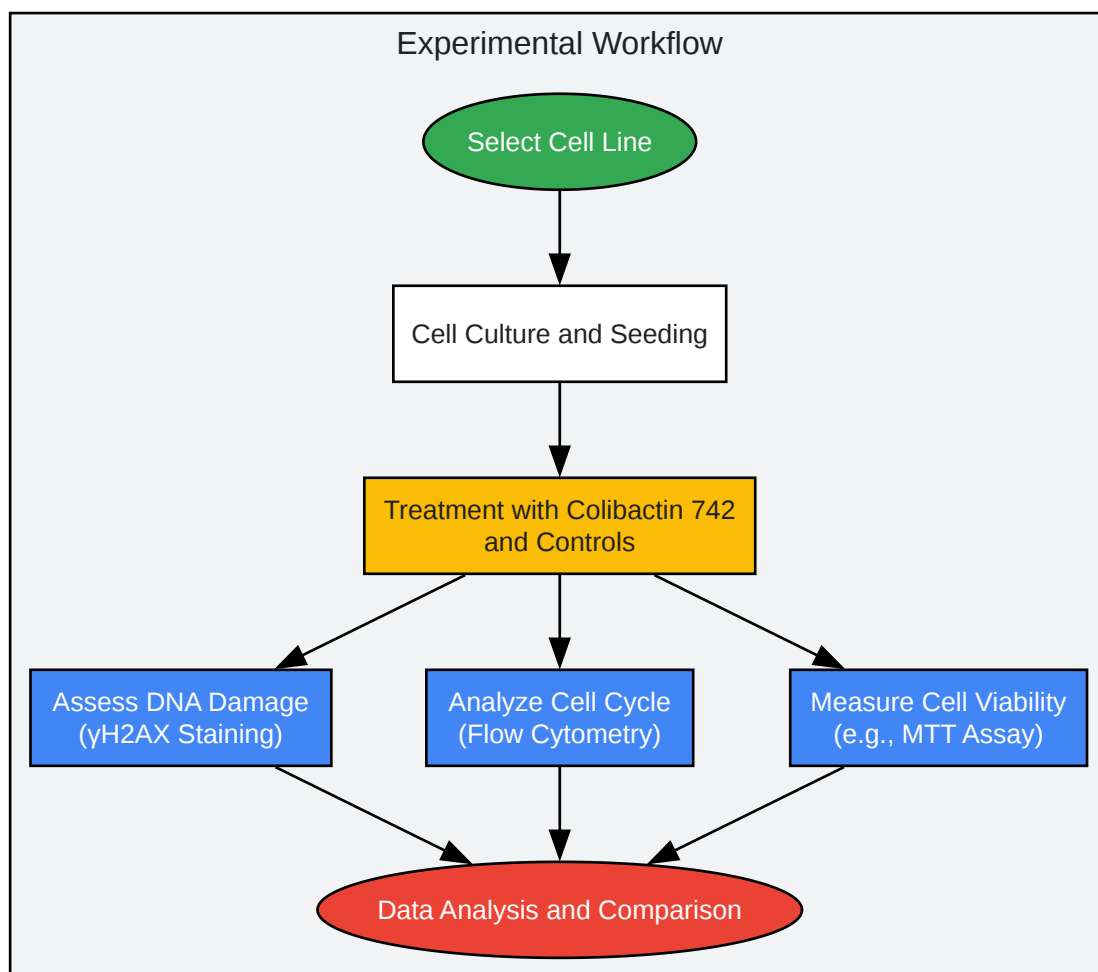 Experimental Workflow
Select Cell Line
Cell Culture and Seeding
Treatment with Colibactin 742
and Controls
Assess DNA Damage
(γH2AX Staining)
Analyze Cell Cycle
(Flow Cytometry)
Measure Cell Viability
(e.g., MTT Assay)
Data Analysis and Comparison